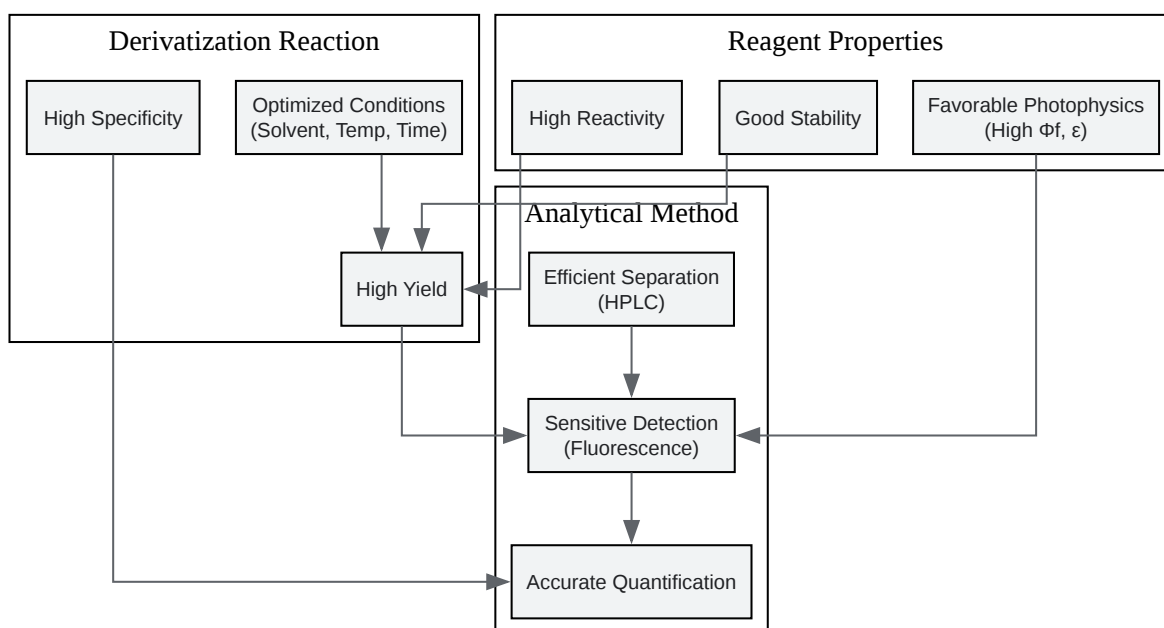 Derivatization Reaction
High Specificity
Optimized Conditions
(Solvent, Temp, Time)
High Yield
Reagent Properties
High Reactivity
Good Stability
Favorable Photophysics
(High Φf, ε)
Analytical Method
Efficient Separation
(HPLC)
Sensitive Detection
(Fluorescence)
Accurate Quantification